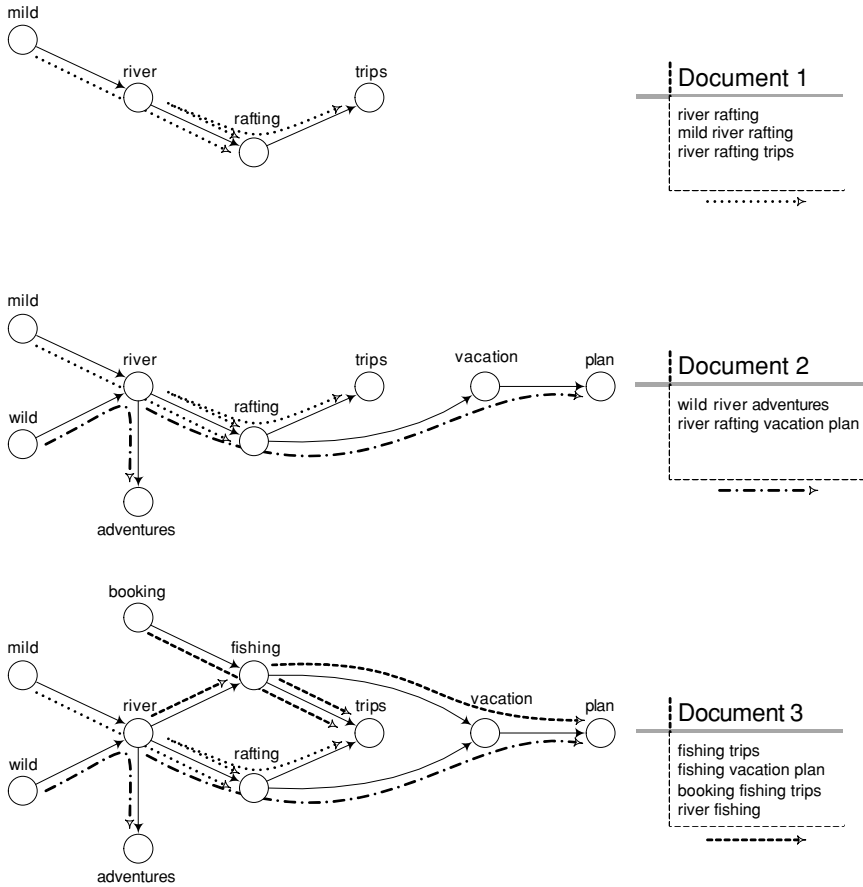 mild
river
trips
rafting
Document 1
river rafting
mild river rafting
river rafting trips
mild
river
trips
vacation
plan
wild
rafting
adventures
Document 2
wild river adventures
river rafting vacation plan
booking
mild
fishing
river
trips
vacation
plan
wild
rafting
adventures
Document 3
fishing trips
fishing vacation plan
booking fishing trips
river fishing